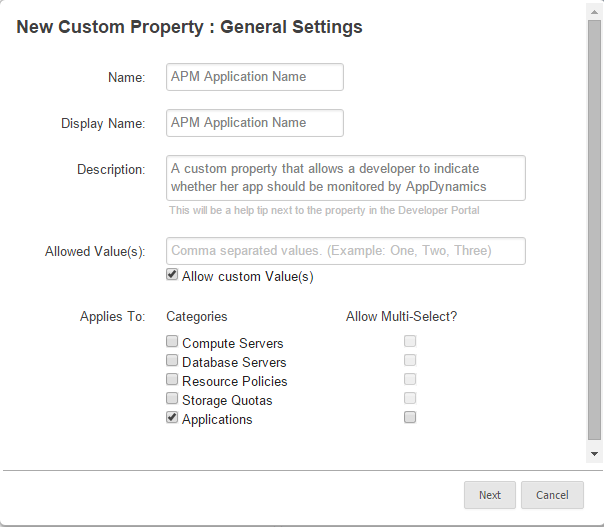 New Custom Property : General Settings
Name: APM Application Name
Display Name: APM Application Name
Description: A custom property that allows a developer to indicate
whether her app should be monitored by AppDynamics
This will be a help tip next to the property in the Developer Portal
Allowed Value(s): Comma separated values. (Example: One, Two, Three)
Allow custom Value(s)
Applies To: Categories Allow Multi-Select?
Compute Servers
Database Servers
Resource Policies
Storage Quotas
Applications
Next Cancel